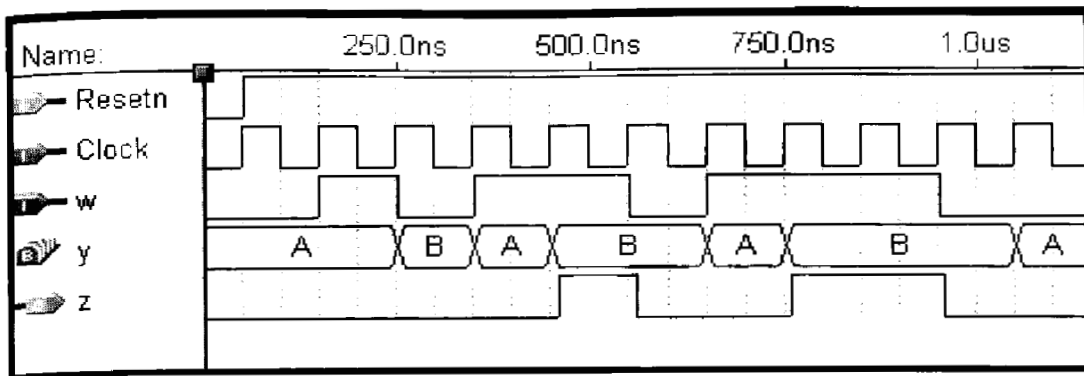 Name: 250.0ns 500.0ns 750.0ns 1.0us
Resetn
Clock
w
y A B A B A B A
z